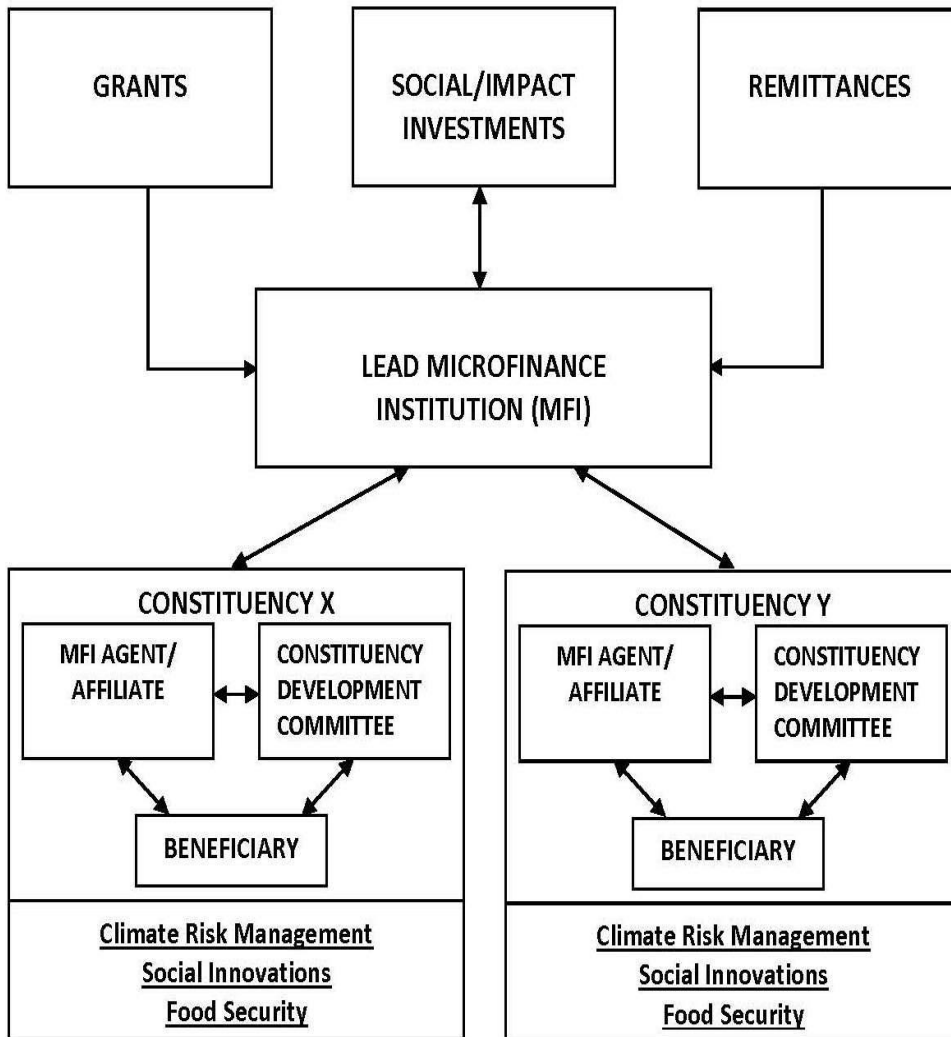 GRANTS
SOCIAL/IMPACT
INVESTMENTS
REMITTANCES
LEAD MICROFINANCE
INSTITUTION (MFI)
CONSTITUENCY X
MFI AGENT/
AFFILIATE
CONSTITUENCY
DEVELOPMENT
COMMITTEE
BENEFICIARY
Climate Risk Management
Social Innovations
Food Security
CONSTITUENCY Y
MFI AGENT/
AFFILIATE
CONSTITUENCY
DEVELOPMENT
COMMITTEE
BENEFICIARY
Climate Risk Management
Social Innovations
Food Security